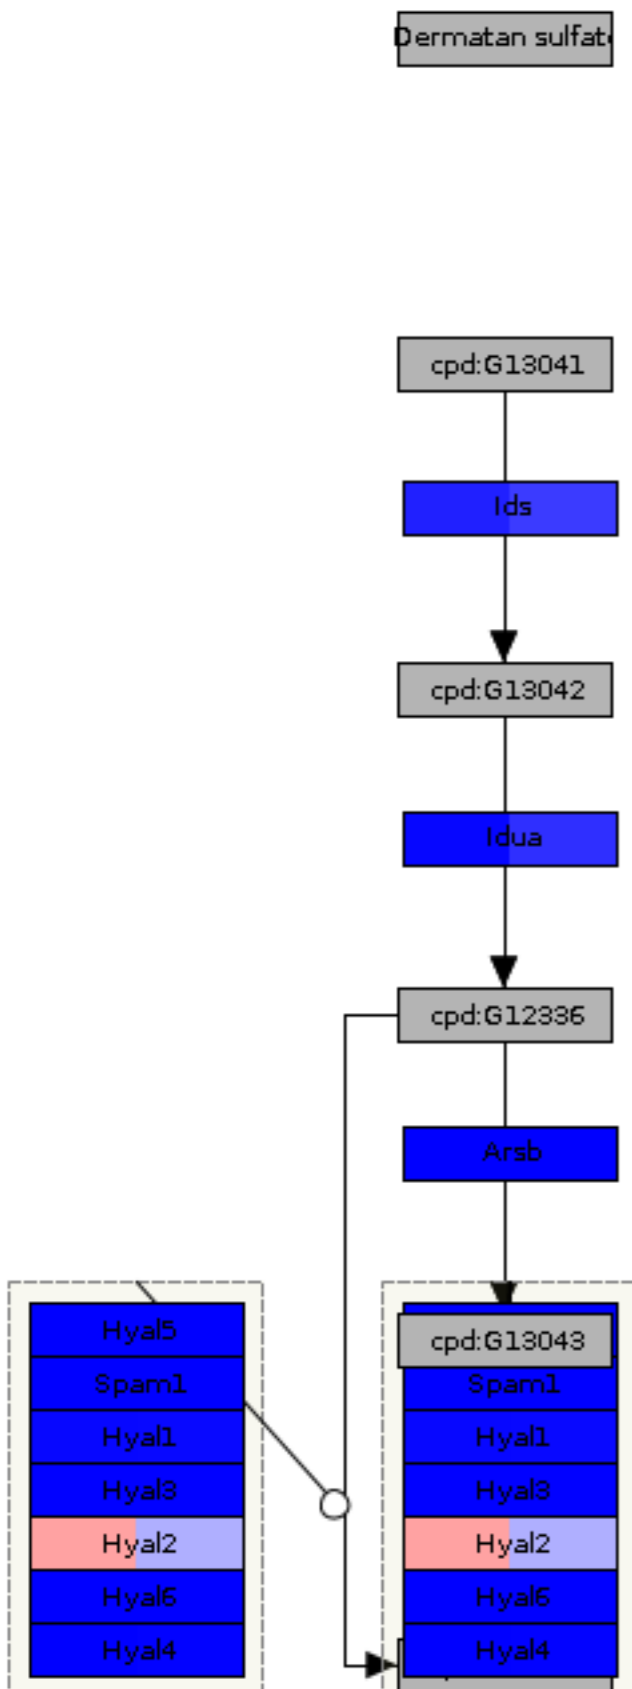 Dermatan sulfat
cpd:G13041
Ids
cpd:G13042
Idua
cpd:G12336
Arsb
Hyal5
Spam1
Hyal1
Hyal3
Hyal2
Hyal6
Hyal4
cpd:G13043
Spam1
Hyal1
Hyal3
Hyal2
Hyal6
Hyal4